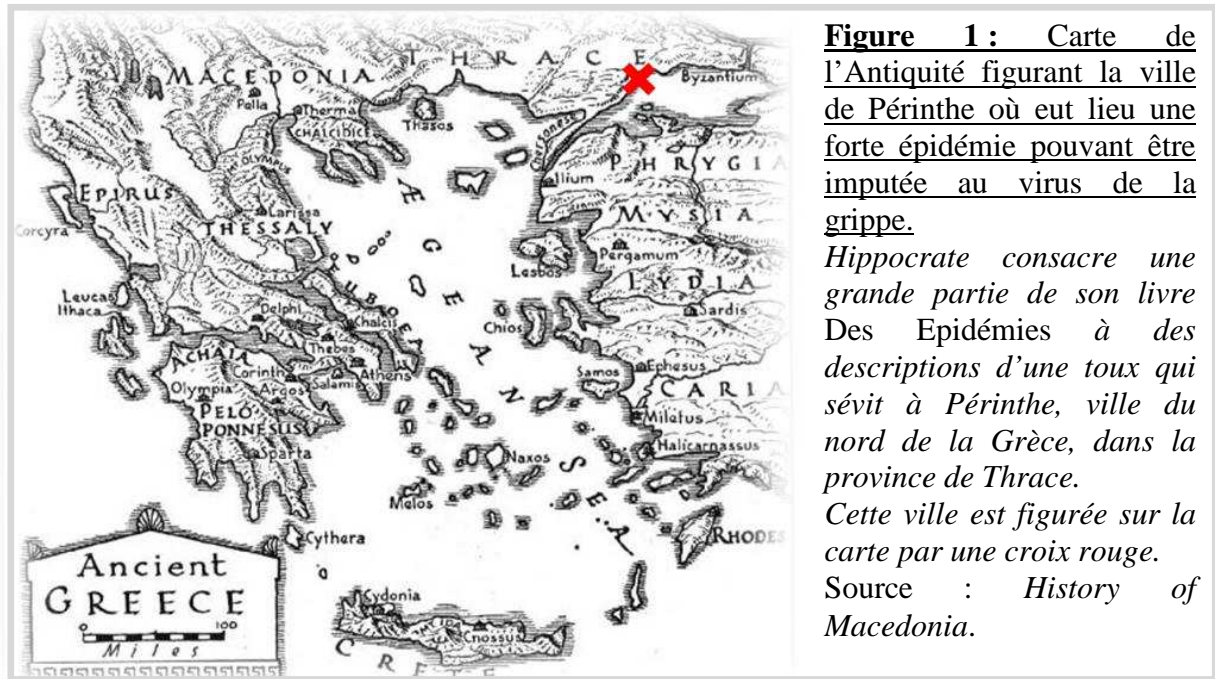 THRACE
MACEDONIA
Byzantium
Pella
Therma
CHALCIDICE
Thasos
Chersonese
PHRYGIA
OLYMPUS
Illium
EPIRUS
ÆGEAN SEA
MYSIA
Larissa
THESSALY
Corcyra
Pergamum
Lesbos
LYDIA
EUBOEA
Leucas
Ithaca
Delphi
Chalcis
Chios
Sardis
Thebes
ACHAIA
Corinth
Athens
Salamis
Samos
Ephesus
Olympia
Argos
CARIA
PELO
PONNESUS
Miletus
Halicarnassus
Sparta
Naxos
Melos
Cythera
RHODES
Ancient
GREECE
0 100
Miles
Cydonia
IDA
Cnossus
CRETE
Figure 1 : Carte de
l’Antiquité figurant la ville
de Périnthe où eut lieu une
forte épidémie pouvant être
imputée au virus de la
grippe.
Hippocrate consacre une
grande partie de son livre
Des Epidémies à des
descriptions d’une toux qui
sévit à Périnthe, ville du
nord de la Grèce, dans la
province de Thrace.
Cette ville est figurée sur la
carte par une croix rouge.
Source : History of
Macedonia.